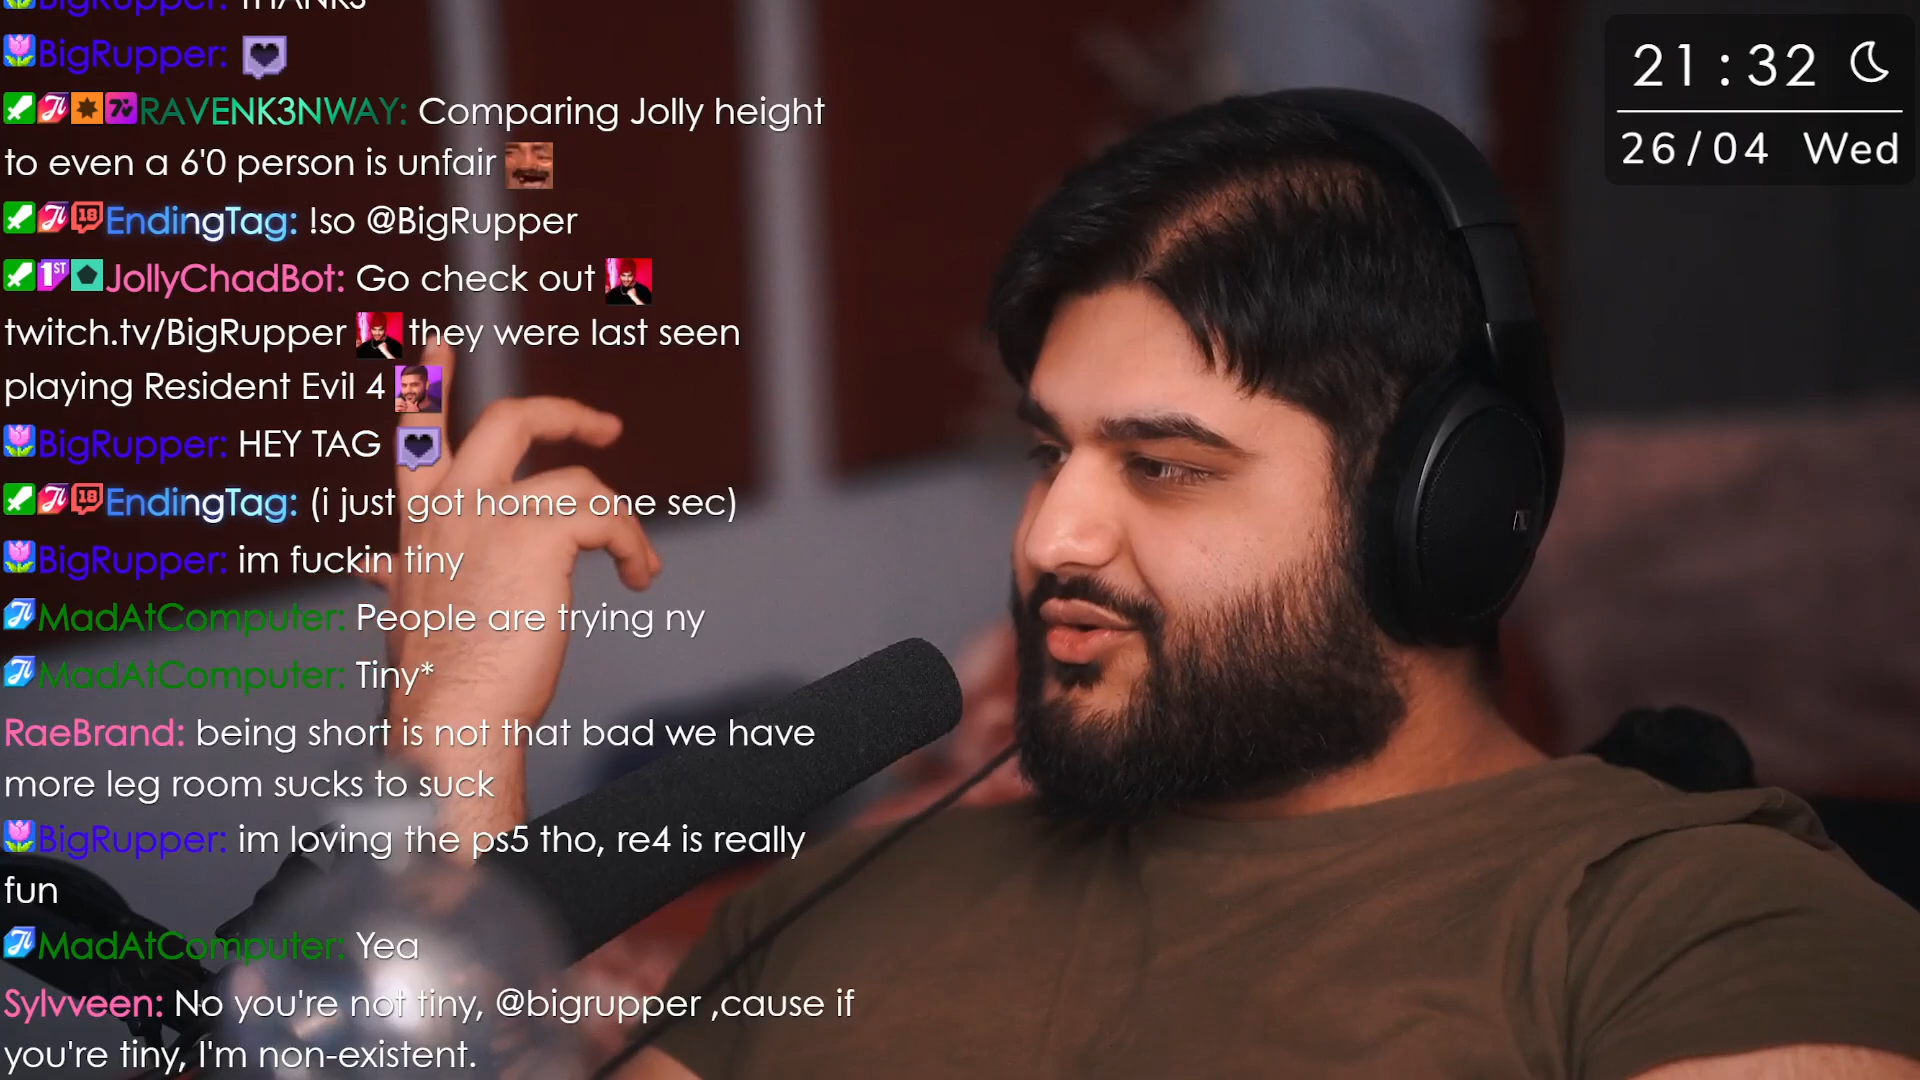 BigRupper: THANKS
BigRupper:
RAVENK3NWAY: Comparing Jolly height
to even a 6'0 person is unfair
EndingTag: !so @BigRupper
JollyChadBot: Go check out
twitch.tv/BigRupper they were last seen
playing Resident Evil 4
BigRupper: HEY TAG
EndingTag: (i just got home one sec)
BigRupper: im fuckin tiny
MadAtComputer: People are trying ny
MadAtComputer: Tiny*
RaeBrand: being short is not that bad we have
more leg room sucks to suck
BigRupper: im loving the ps5 tho, re4 is really
fun
MadAtComputer: Yea
Sylvveen: No you're not tiny, @bigrupper ,cause if
you're tiny, I'm non-existent.
21:32
26/04 Wed